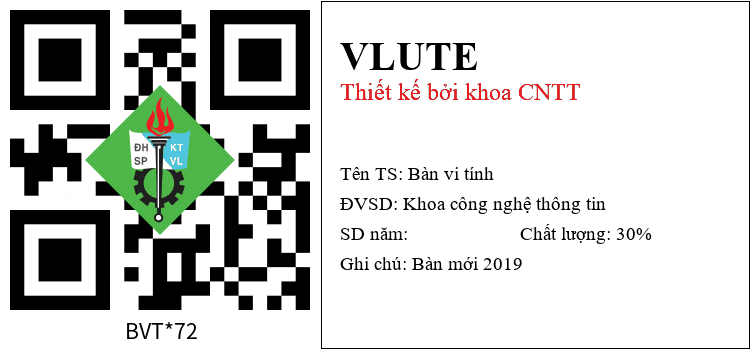 ĐH KT
SP VL
BVT*72
VLUTE
Thiết kế bởi khoa CNTT
Tên TS: Bàn vi tính
ĐVSD: Khoa công nghệ thông tin
SD năm: Chất lượng: 30%
Ghi chú: Bàn mới 2019